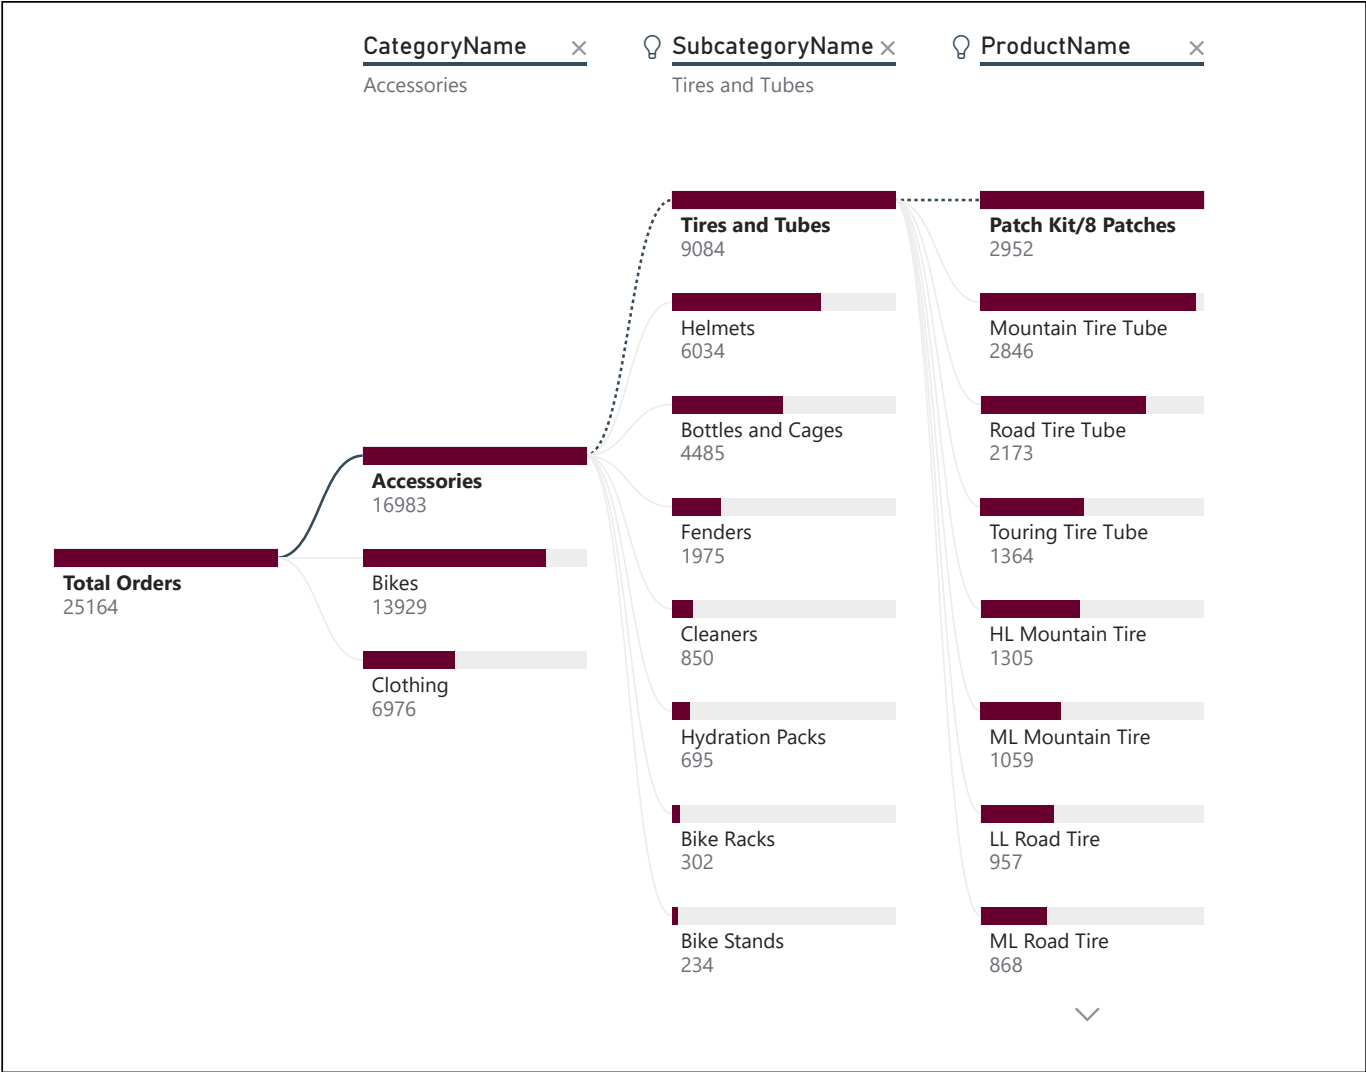 CategoryName
Accessories
SubcategoryName
Tires and Tubes
ProductName
Total Orders
25164
Accessories
16983
Bikes
13929
Clothing
6976
Tires and Tubes
9084
Helmets
6034
Bottles and Cages
4485
Fenders
1975
Cleaners
850
Hydration Packs
695
Bike Racks
302
Bike Stands
234
Patch Kit/8 Patches
2952
Mountain Tire Tube
2846
Road Tire Tube
2173
Touring Tire Tube
1364
HL Mountain Tire
1305
ML Mountain Tire
1059
LL Road Tire
957
ML Road Tire
868